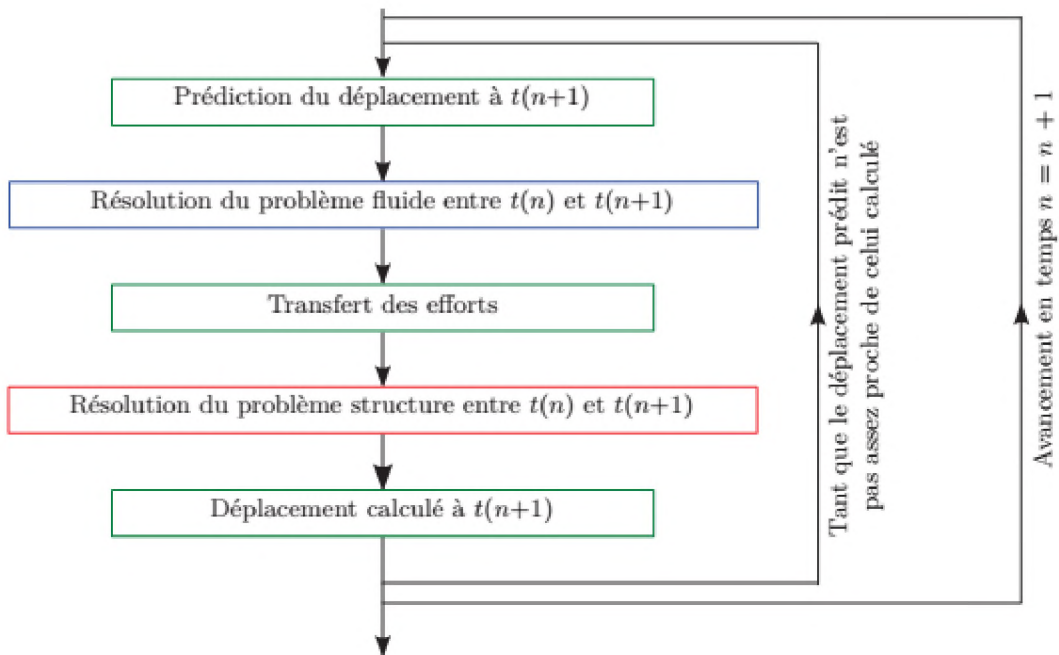 Prédiction du déplacement à t(n+1)
Résolution du problème fluide entre t(n) et t(n+1)
Transfert des efforts
Résolution du problème structure entre t(n) et t(n+1)
Déplacement calculé à t(n+1)
Tant que le déplacement prédit n'est
pas assez proche de celui calculé
Avancement en temps n = n + 1